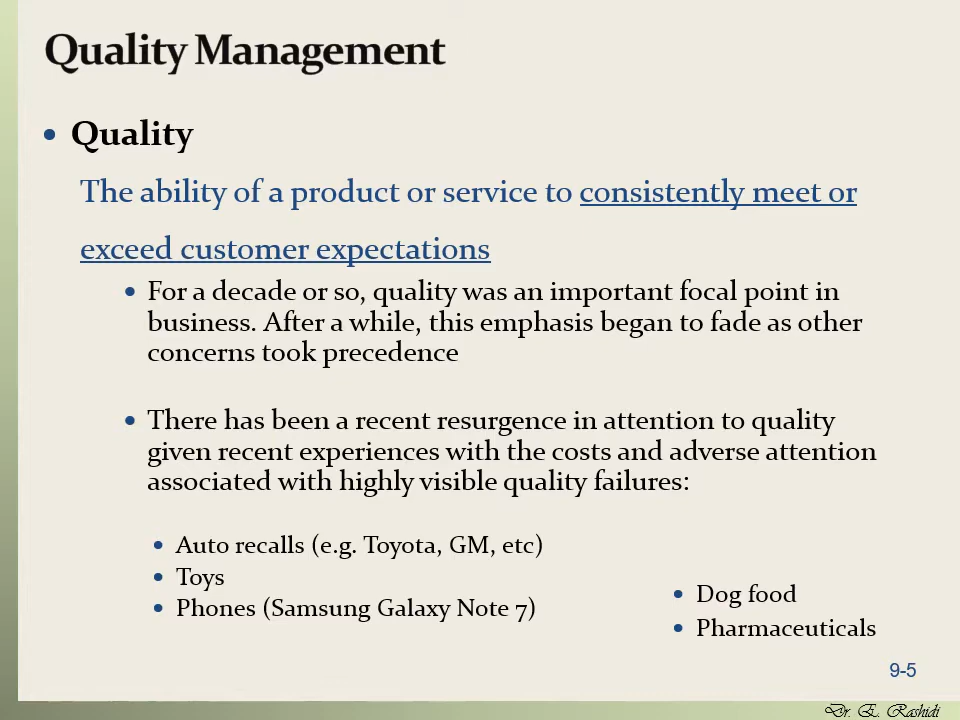 Quality Management
• Quality
The ability of a product or service to consistently meet or
exceed customer expectations
• For a decade or so, quality was an important focal point in
business. After a while, this emphasis began to fade as other
concerns took precedence
• There has been a recent resurgence in attention to quality
given recent experiences with the costs and adverse attention
associated with highly visible quality failures:
• Auto recalls (e.g. Toyota, GM, etc)
• Toys
• Phones (Samsung Galaxy Note 7)
• Dog food
• Pharmaceuticals
9-5
Dr. E. Rashidi